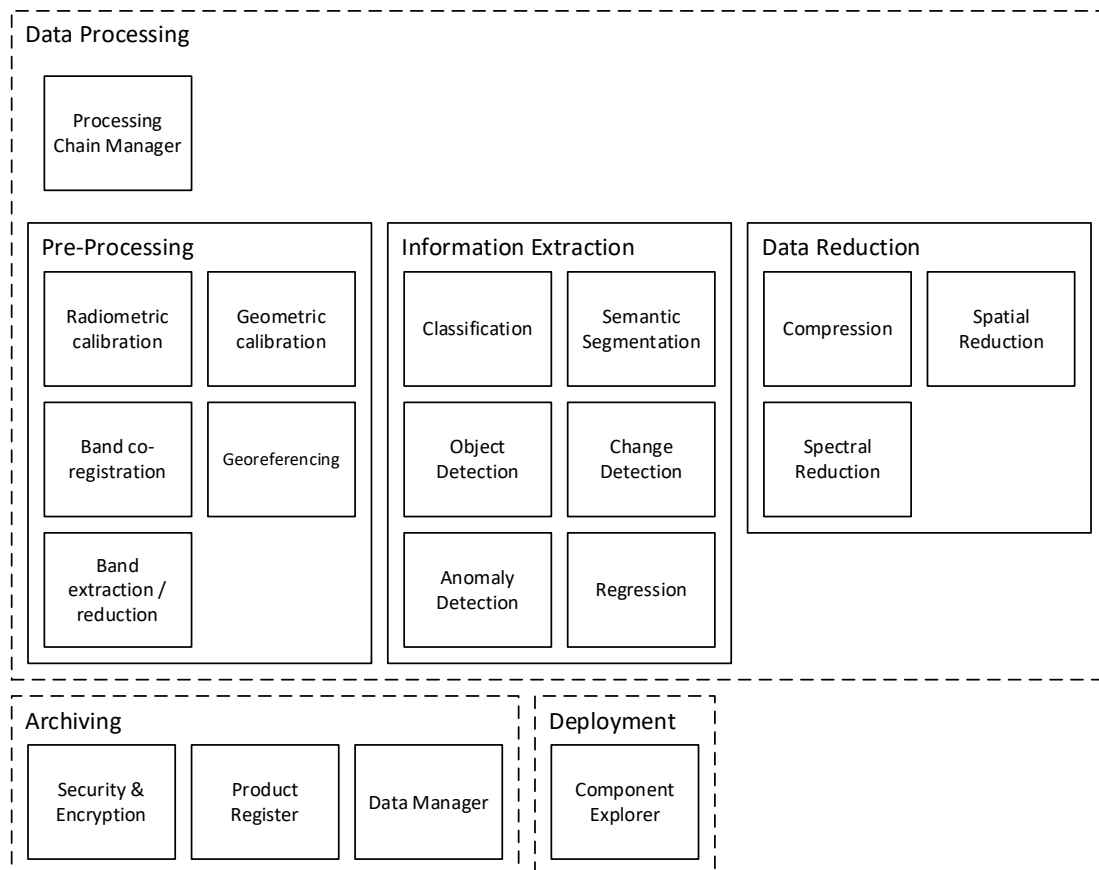 Data Processing
Processing
Chain Manager
Pre-Processing
Radiometric
calibration
Geometric
calibration
Band co-
registration
Georeferencing
Band
extraction /
reduction
Information Extraction
Classification
Semantic
Segmentation
Object
Detection
Change
Detection
Anomaly
Detection
Regression
Data Reduction
Compression
Spatial
Reduction
Spectral
Reduction
Archiving
Security &
Encryption
Product
Register
Data Manager
Deployment
Component
Explorer